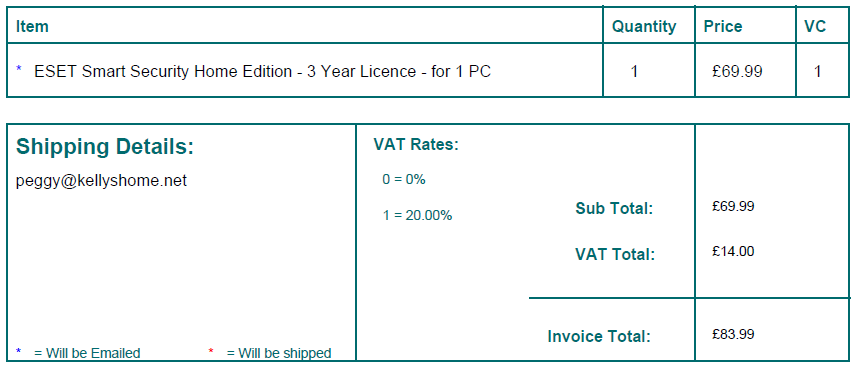 Item Quantity Price VC
* ESET Smart Security Home Edition - 3 Year Licence - for 1 PC 1 £69.99 1
Shipping Details:
peggy@kellyshome.net
* = Will be Emailed * = Will be shipped
VAT Rates:
0 = 0%
1 = 20.00%
Sub Total: £69.99
VAT Total: £14.00
Invoice Total: £83.99